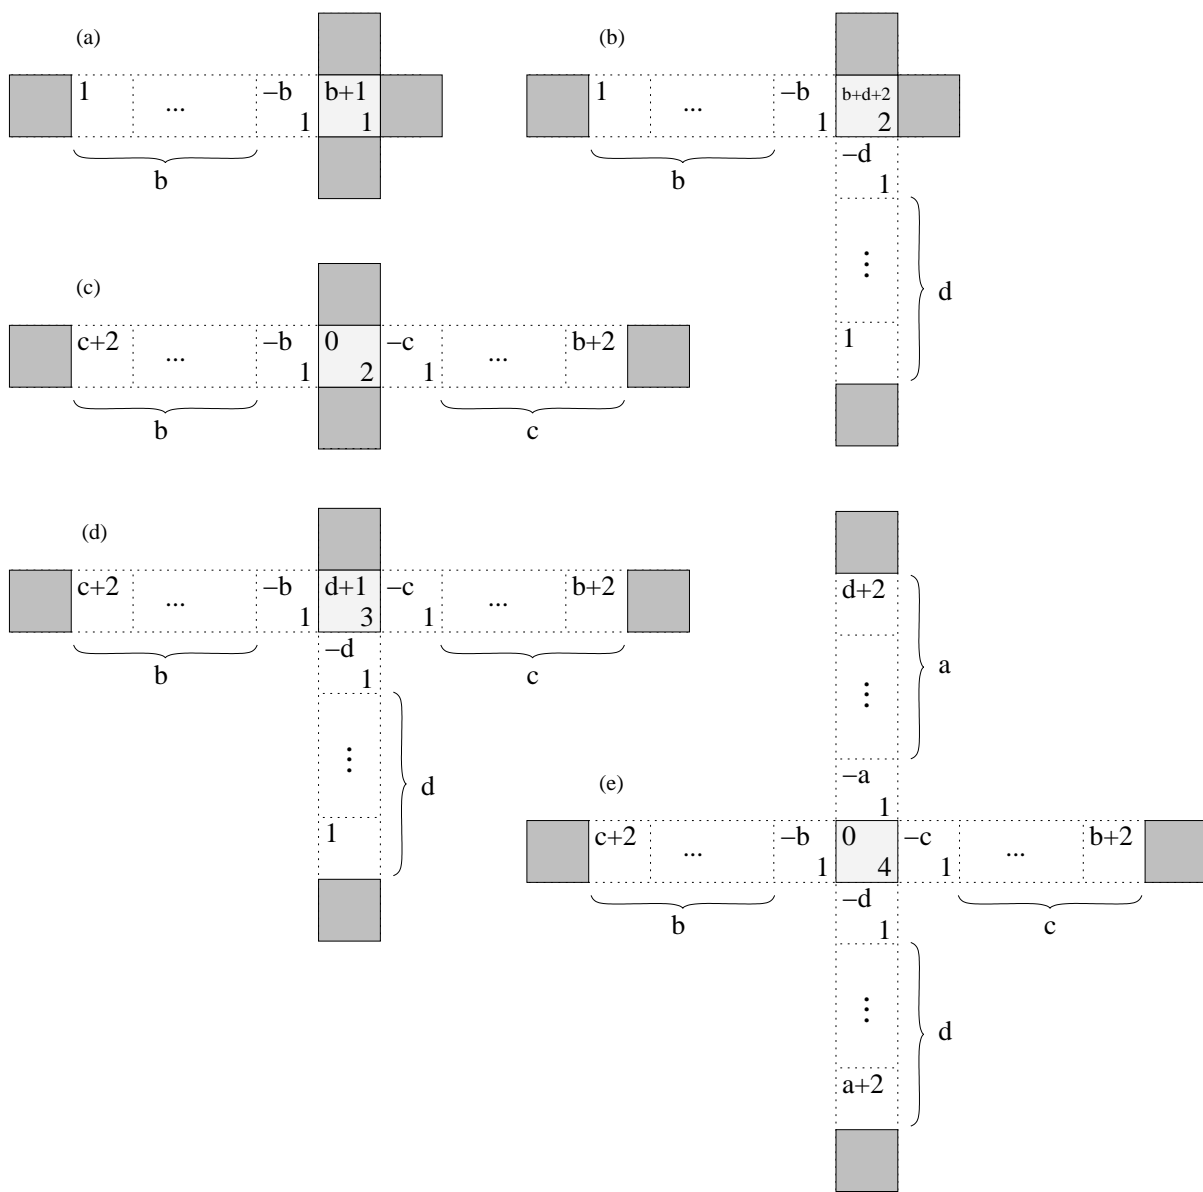 (a)
1 ... −b b+1
1 1
b
(b)
1 ... −b b+d+2
1 2
b
−d
1
⋮
d
1
(c)
c+2 ... −b 0 −c ... b+2
1 2 1
b c
(d)
c+2 ... −b d+1 −c ... b+2
1 3 1
b c
−d
1
⋮
d
1
d+2
⋮
a
−a
1
(e)
c+2 ... −b 0 −c ... b+2
1 4 1
b c
−d
1
⋮
d
a+2